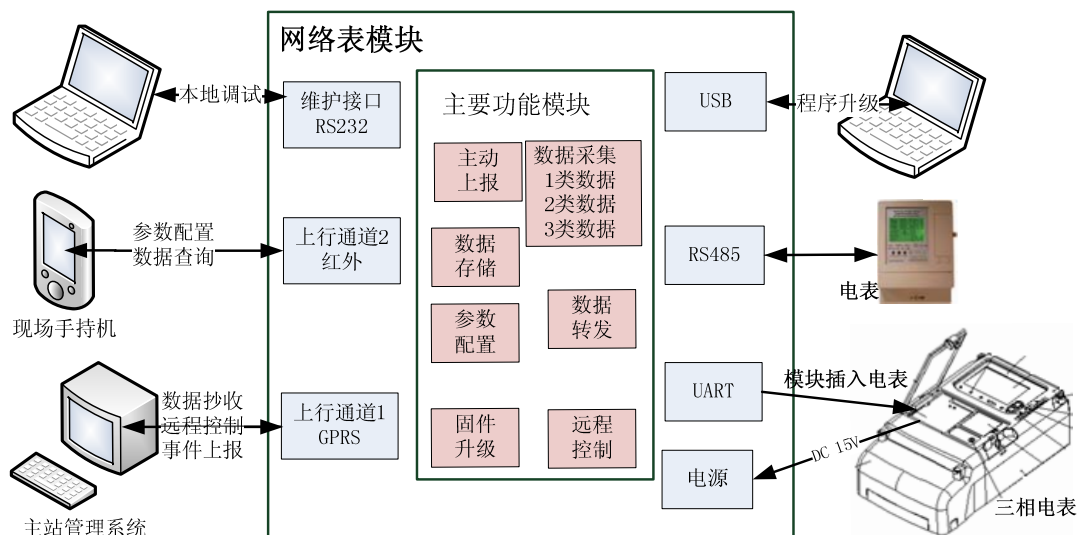 网络表模块
本地调试
维护接口
RS232
参数配置
数据查询
上行通道2
红外
现场手持机
数据抄收
远程控制
事件上报
上行通道1
GPRS
主站管理系统
主要功能模块
主动
上报
数据采集
1类数据
2类数据
3类数据
数据
存储
参数
配置
数据
转发
固件
升级
远程
控制
USB
程序升级
RS485
电表
UART
模块插入电表
电源
DC 15V
三相电表